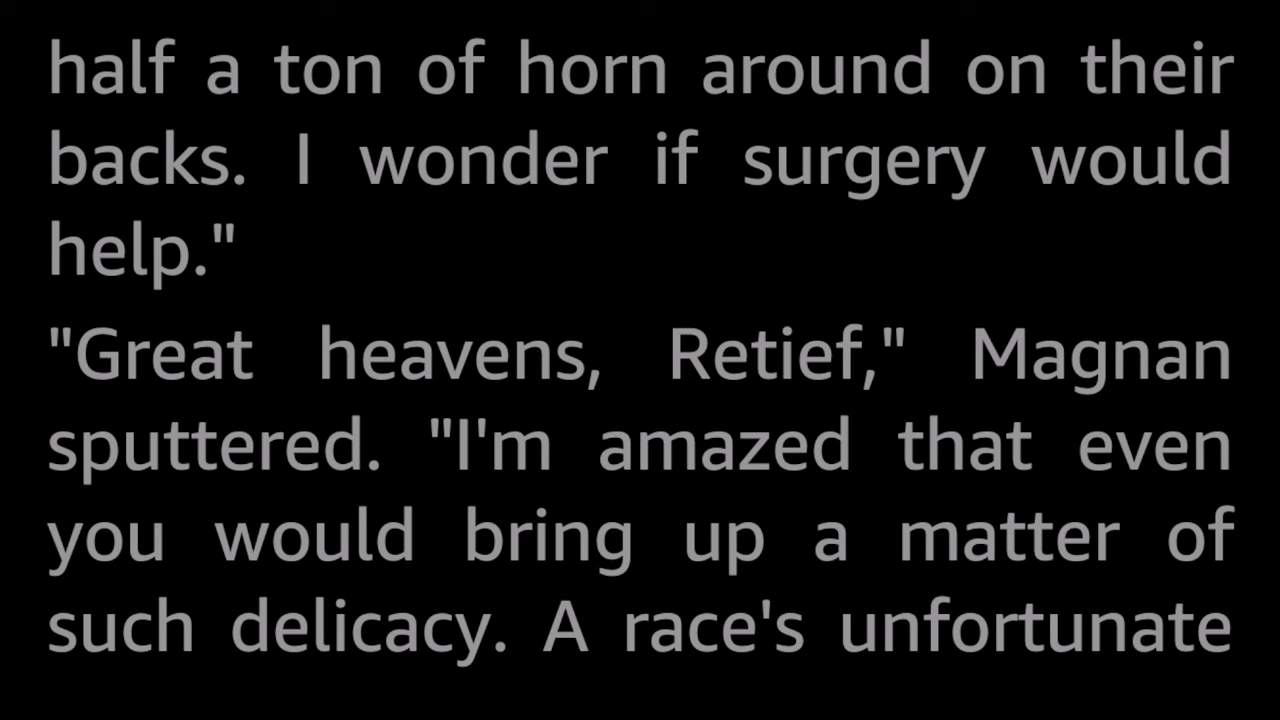 half a ton of horn around on their
backs. I wonder if surgery would
help."
"Great heavens, Retief," Magnan
sputtered. "I'm amazed that even
you would bring up a matter of
such delicacy. A race's unfortunate